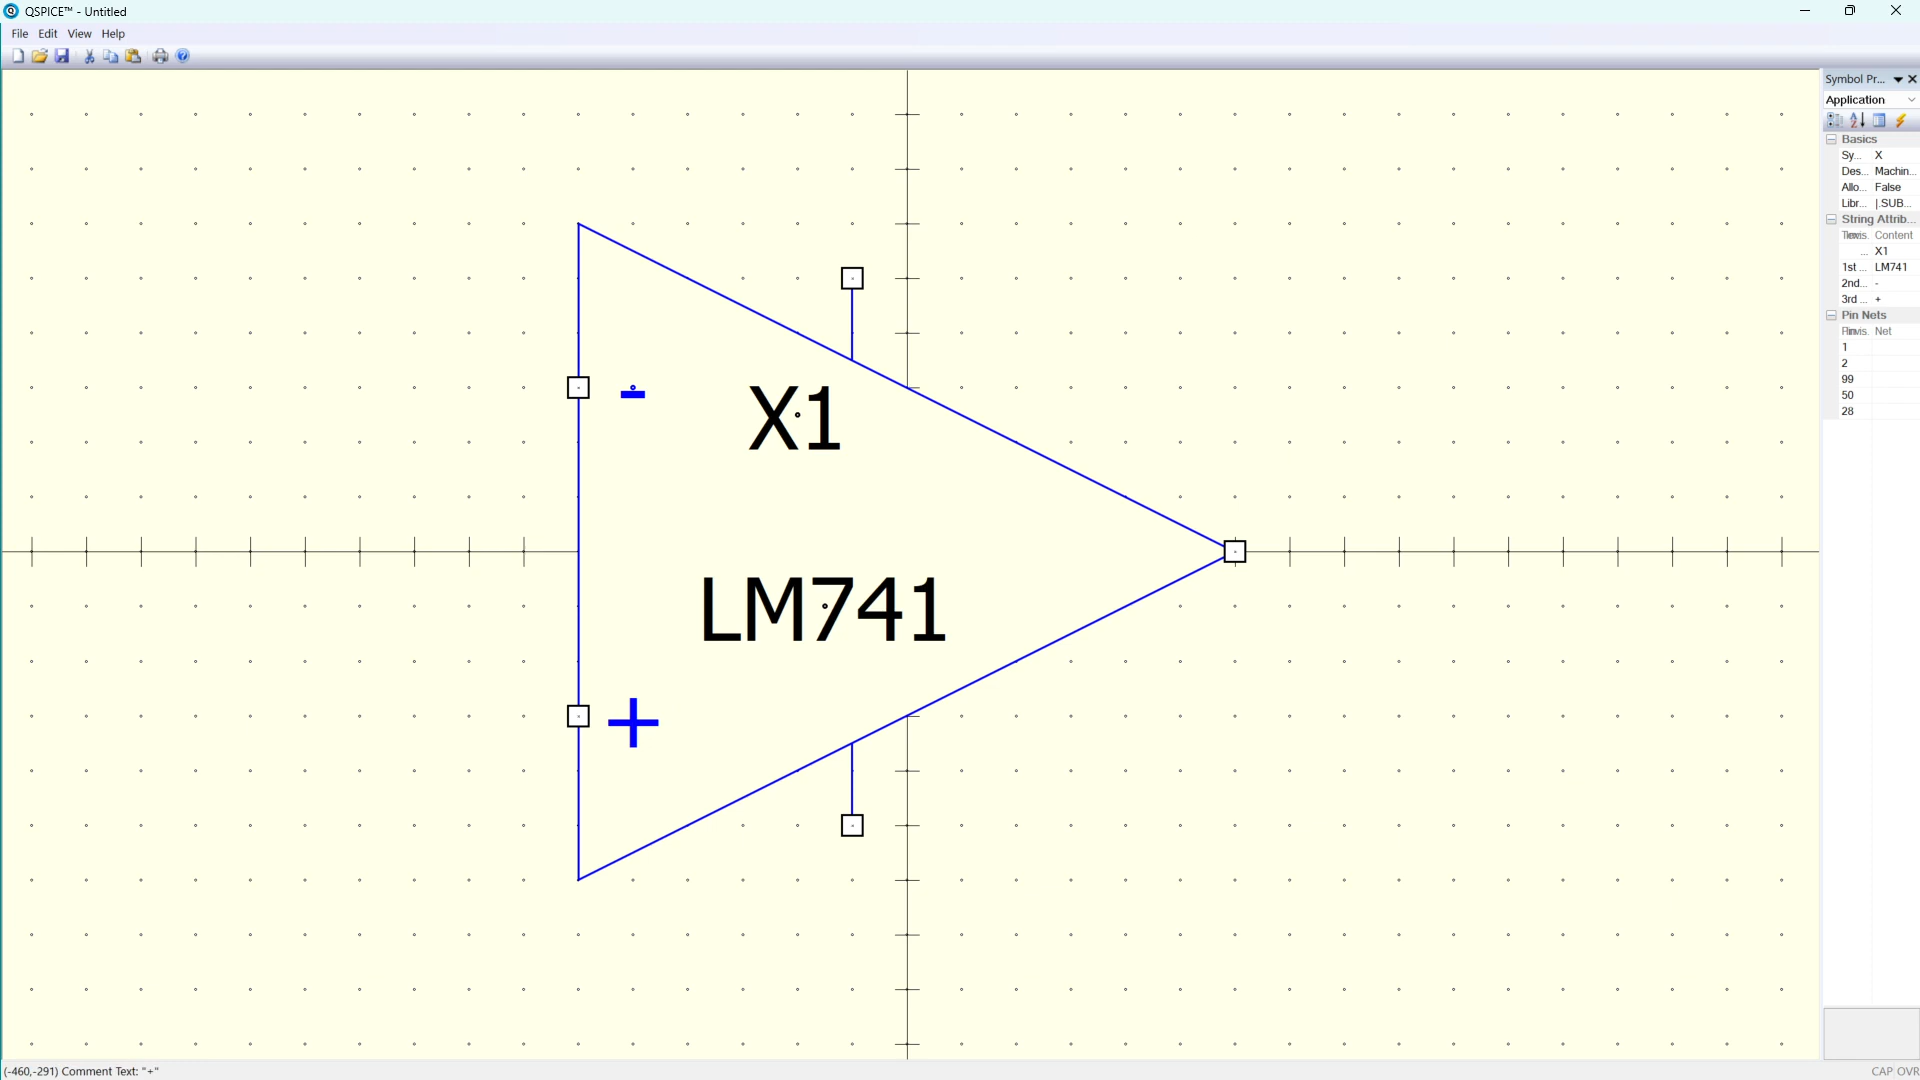 QSPICE™ - Untitled
File Edit View Help
Symbol Pr...
Application
Basics
Sy... X
Des... Machin...
Allo... False
Libr... |.SUB...
String Attrib...
Content
... X1
1st ... LM741
2nd... -
3rd ... +
Pin Nets
Net
1
2
99
50
28
-
X1
LM741
+
(-460,-291) Comment Text: "+"
CAP OVR